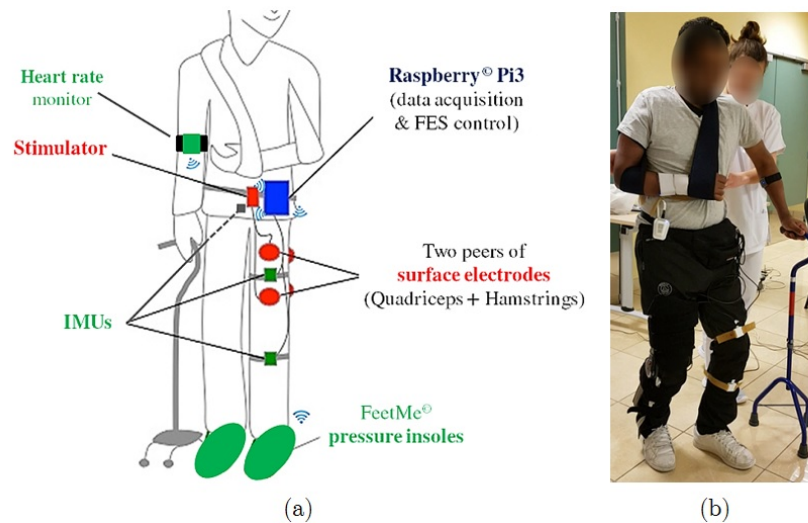 Heart rate
monitor
Stimulator
Raspberry© Pi3
(data acquisition
& FES control)
Two peers of
surface electrodes
(Quadriceps + Hamstrings)
IMUs
FeetMe©
pressure insoles
(a)
(b)